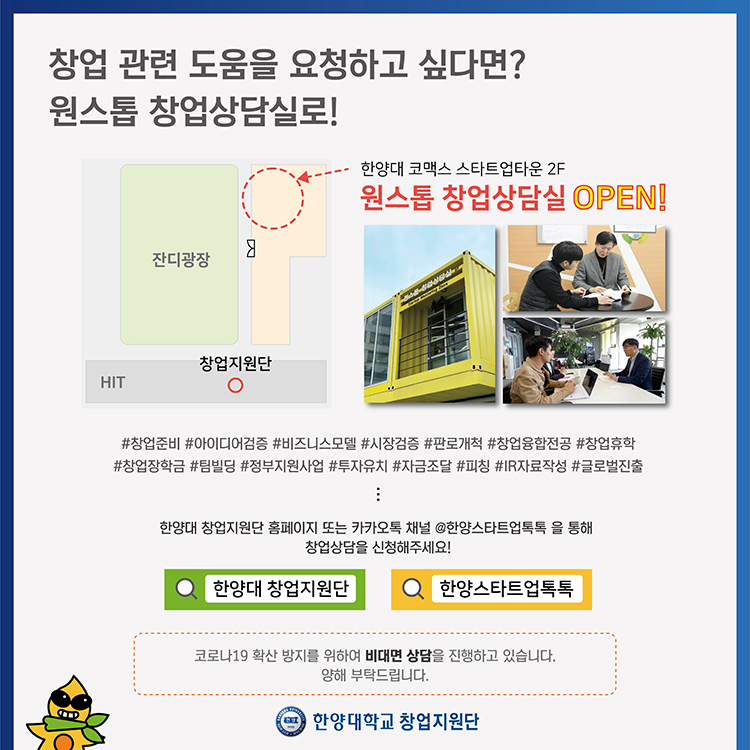 창업 관련 도움을 요청하고 싶다면?
원스톱 창업상담실로!
한양대 코맥스 스타트업타운 2F
원스톱 창업상담실 OPEN!
잔디광장
창업지원단
HIT
원스톱 창업상담실
#창업준비 #아이디어검증 #비즈니스모델 #시장검증 #판로개척 #창업융합전공 #창업휴학
#창업장학금 #팀빌딩 #정부지원사업 #투자유치 #자금조달 #피칭 #IR자료작성 #글로벌진출
한양대 창업지원단 홈페이지 또는 카카오톡 채널 @한양스타트업톡톡 을 통해
창업상담을 신청해주세요!
한양대 창업지원단
한양스타트업톡톡
코로나19 확산 방지를 위하여 비대면 상담을 진행하고 있습니다.
양해 부탁드립니다.
한양대학교 창업지원단